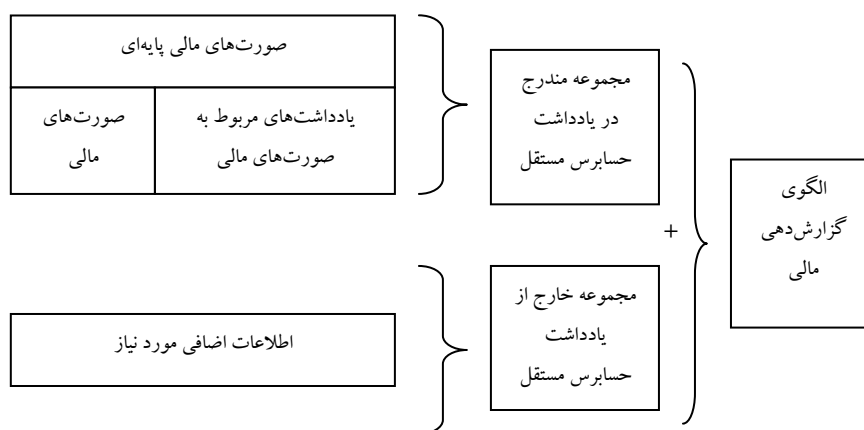 الگوی
گزارش‌دهی
مالی
مجموعه مندرج
در یادداشت
حسابرس مستقل
صورت‌های مالی پایه‌ای
یادداشت‌های مربوط به
صورت‌های مالی
صورت‌های
مالی
+
مجموعه خارج از
یادداشت
حسابرس مستقل
اطلاعات اضافی مورد نیاز